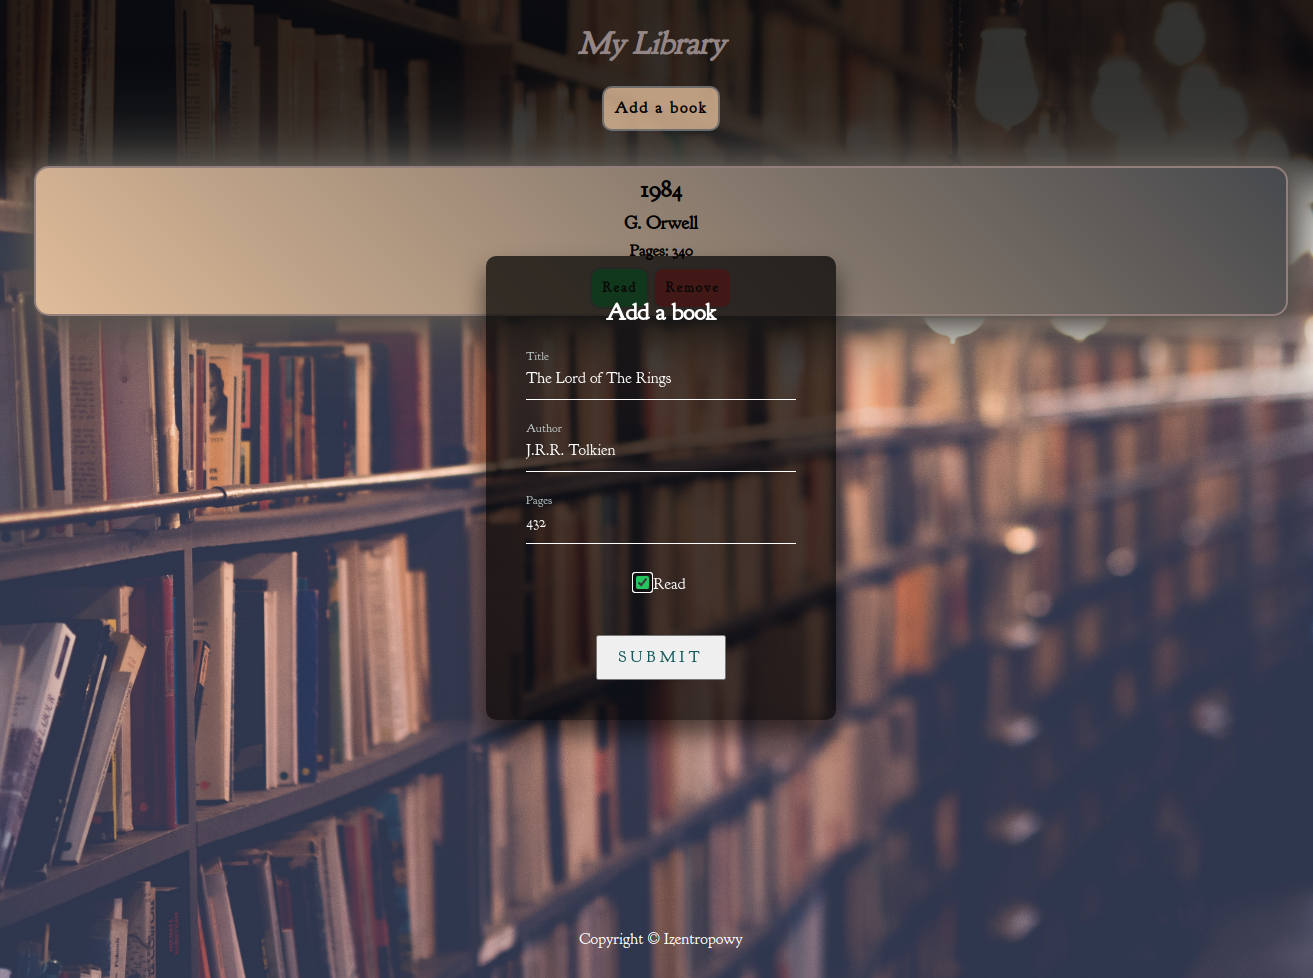 My Library
Add a book
1984
G. Orwell
Pages: 340
Read Remove
Add a book
Title
The Lord of The Rings
Author
J.R.R. Tolkien
Pages
432
Read
SUBMIT
Copyright © Izentropowy